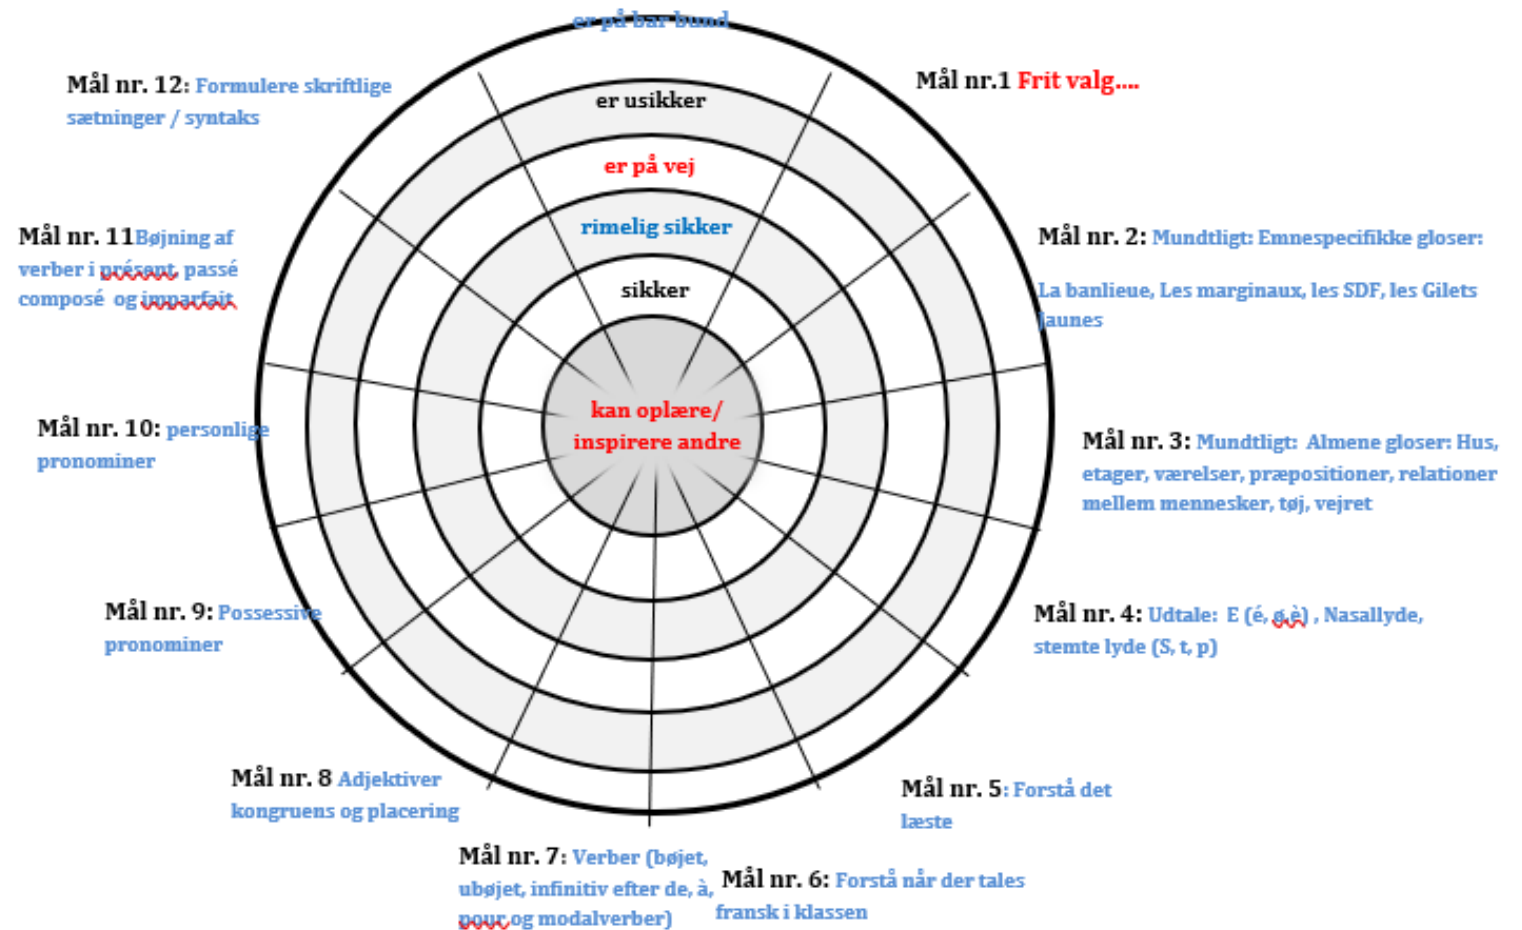 er på bar bund
er usikker
er på vej
rimelig sikker
sikker
kan oplære/
inspirere andre
Mål nr.1 Frit valg....
Mål nr. 2: Mundtligt: Emnespecifikke gloser:
La banlieue, Les marginaux, les SDF, les Gilets
jaunes
Mål nr. 3: Mundtligt: Almene gloser: Hus,
etager, værelser, præpositioner, relationer
mellem mennesker, tøj, vejret
Mål nr. 4: Udtale: E (é, ø,è) , Nasallyde,
stemte lyde (S, t, p)
Mål nr. 5: Forstå det
læste
Mål nr. 6: Forstå når der tales
fransk i klassen
Mål nr. 7: Verber (bøjet,
ubøjet, infinitiv efter de, à,
pour og modalverber)
Mål nr. 8 Adjektiver
kongruens og placering
Mål nr. 9: Possessive
pronominer
Mål nr. 10: personlige
pronominer
Mål nr. 11Bøjning af
verber i présent, passé
composé og imparfait
Mål nr. 12: Formulere skriftlige
sætninger / syntaks